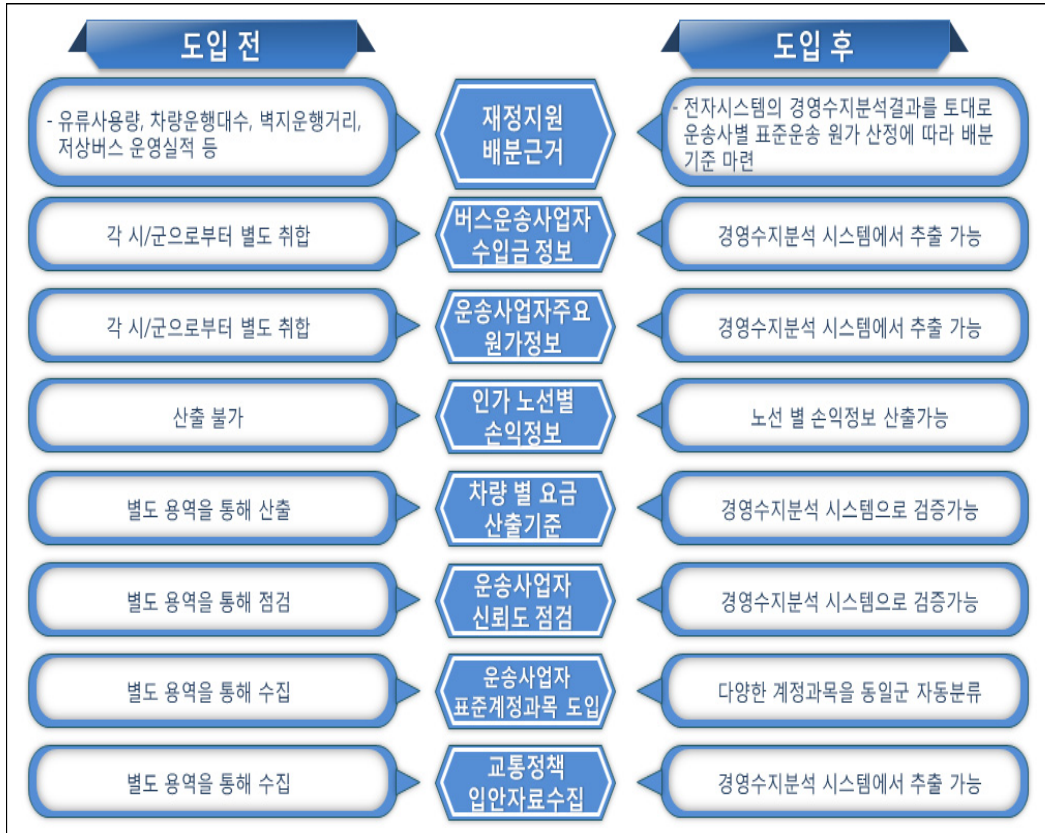 도입 전
도입 후
- 유류사용량, 차량운행대수, 벽지운행거리,
저상버스 운영실적 등
재정지원
배분근거
- 전자시스템의 경영수지분석결과를 토대로
운송사별 표준운송 원가 산정에 따라 배분
기준 마련
각 시/군으로부터 별도 취합
버스운송사업자
수입금 정보
경영수지분석 시스템에서 추출 가능
각 시/군으로부터 별도 취합
운송사업자주요
원가정보
경영수지분석 시스템에서 추출 가능
산출 불가
인가 노선별
손익정보
노선 별 손익정보 산출가능
별도 용역을 통해 산출
차량 별 요금
산출기준
경영수지분석 시스템으로 검증가능
별도 용역을 통해 점검
운송사업자
신뢰도 점검
경영수지분석 시스템으로 검증가능
별도 용역을 통해 수집
운송사업자
표준계정과목 도입
다양한 계정과목을 동일군 자동분류
별도 용역을 통해 수집
교통정책
입안자료수집
경영수지분석 시스템에서 추출 가능